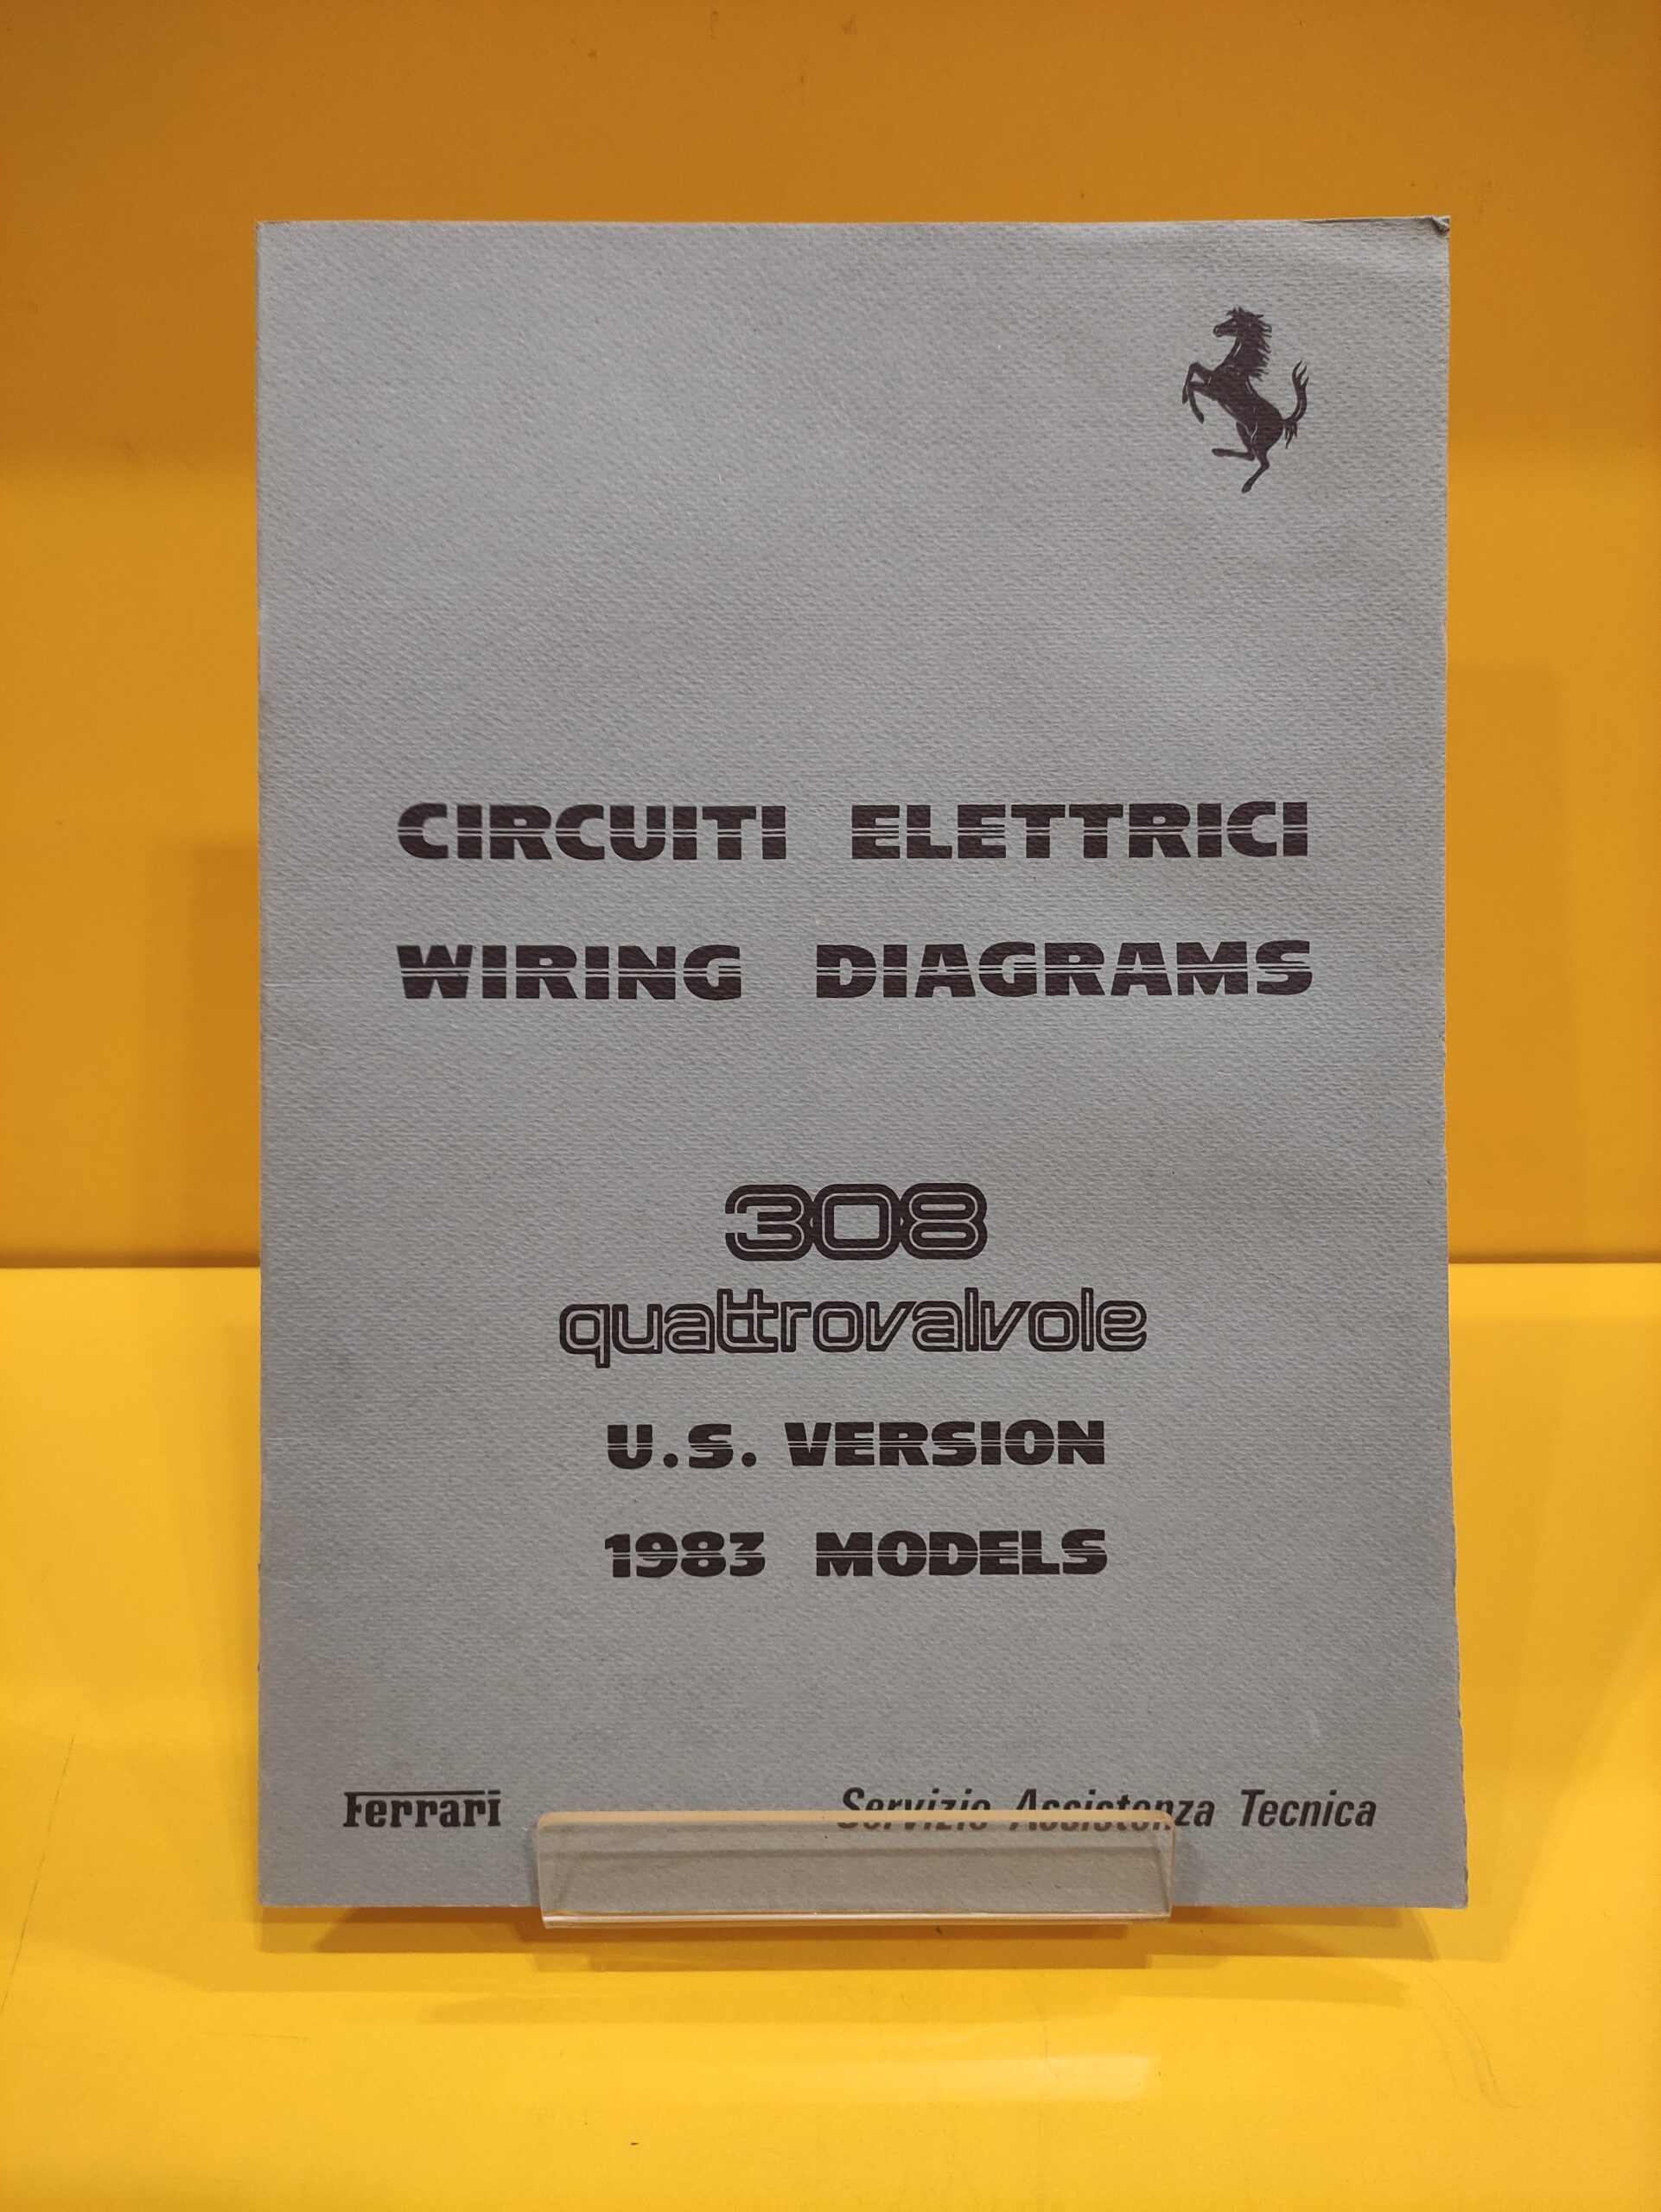 CIRCUITI ELETTRICI
WIRING DIAGRAMS
308
quattrovalvole
U.S. VERSION
1983 MODELS
Ferrari Servizio Assistenza Tecnica